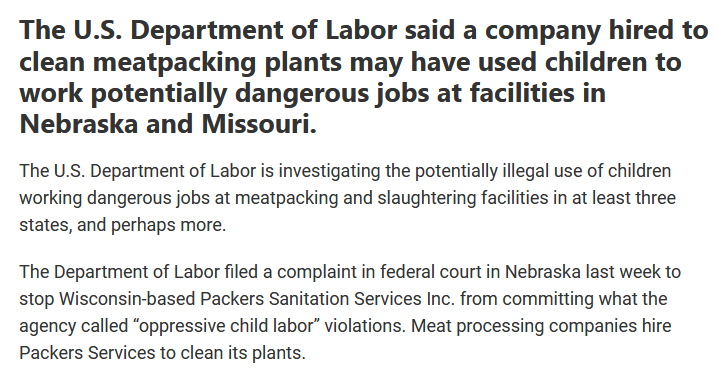 The U.S. Department of Labor said a company hired to
clean meatpacking plants may have used children to
work potentially dangerous jobs at facilities in
Nebraska and Missouri.
The U.S. Department of Labor is investigating the potentially illegal use of children
working dangerous jobs at meatpacking and slaughtering facilities in at least three
states, and perhaps more.
The Department of Labor filed a complaint in federal court in Nebraska last week to
stop Wisconsin-based Packers Sanitation Services Inc. from committing what the
agency called “oppressive child labor” violations. Meat processing companies hire
Packers Services to clean its plants.